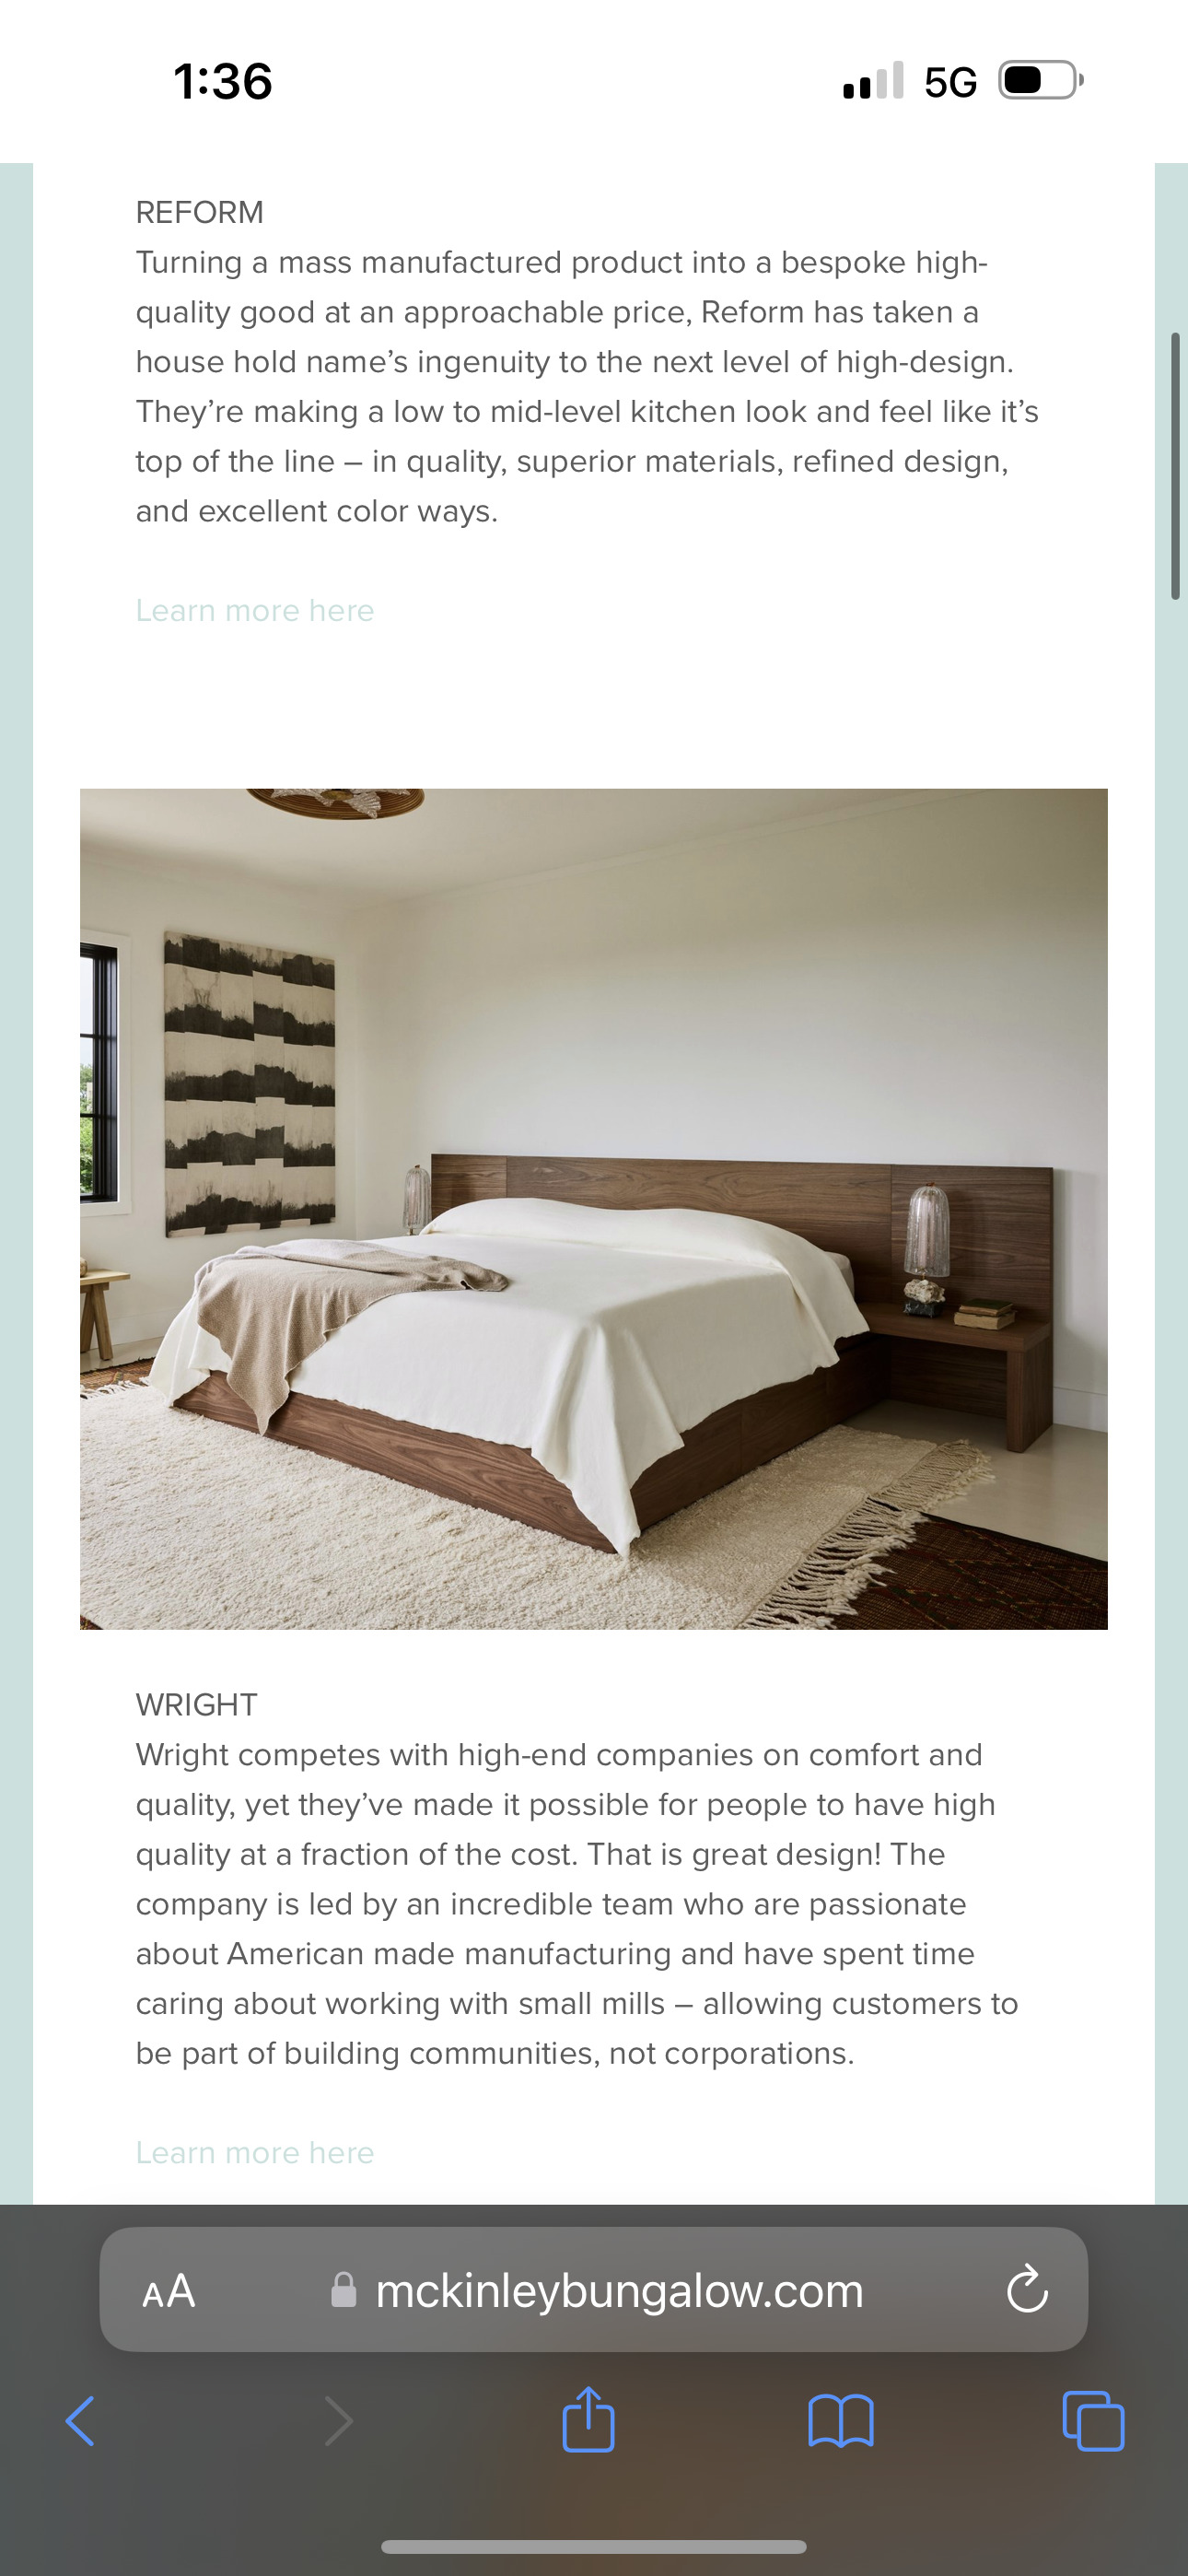 1:36
5G
REFORM
Turning a mass manufactured product into a bespoke high-
quality good at an approachable price, Reform has taken a
house hold name’s ingenuity to the next level of high-design.
They’re making a low to mid-level kitchen look and feel like it’s
top of the line – in quality, superior materials, refined design,
and excellent color ways.
Learn more here
WRIGHT
Wright competes with high-end companies on comfort and
quality, yet they’ve made it possible for people to have high
quality at a fraction of the cost. That is great design! The
company is led by an incredible team who are passionate
about American made manufacturing and have spent time
caring about working with small mills – allowing customers to
be part of building communities, not corporations.
Learn more here
AA mckinleybungalow.com